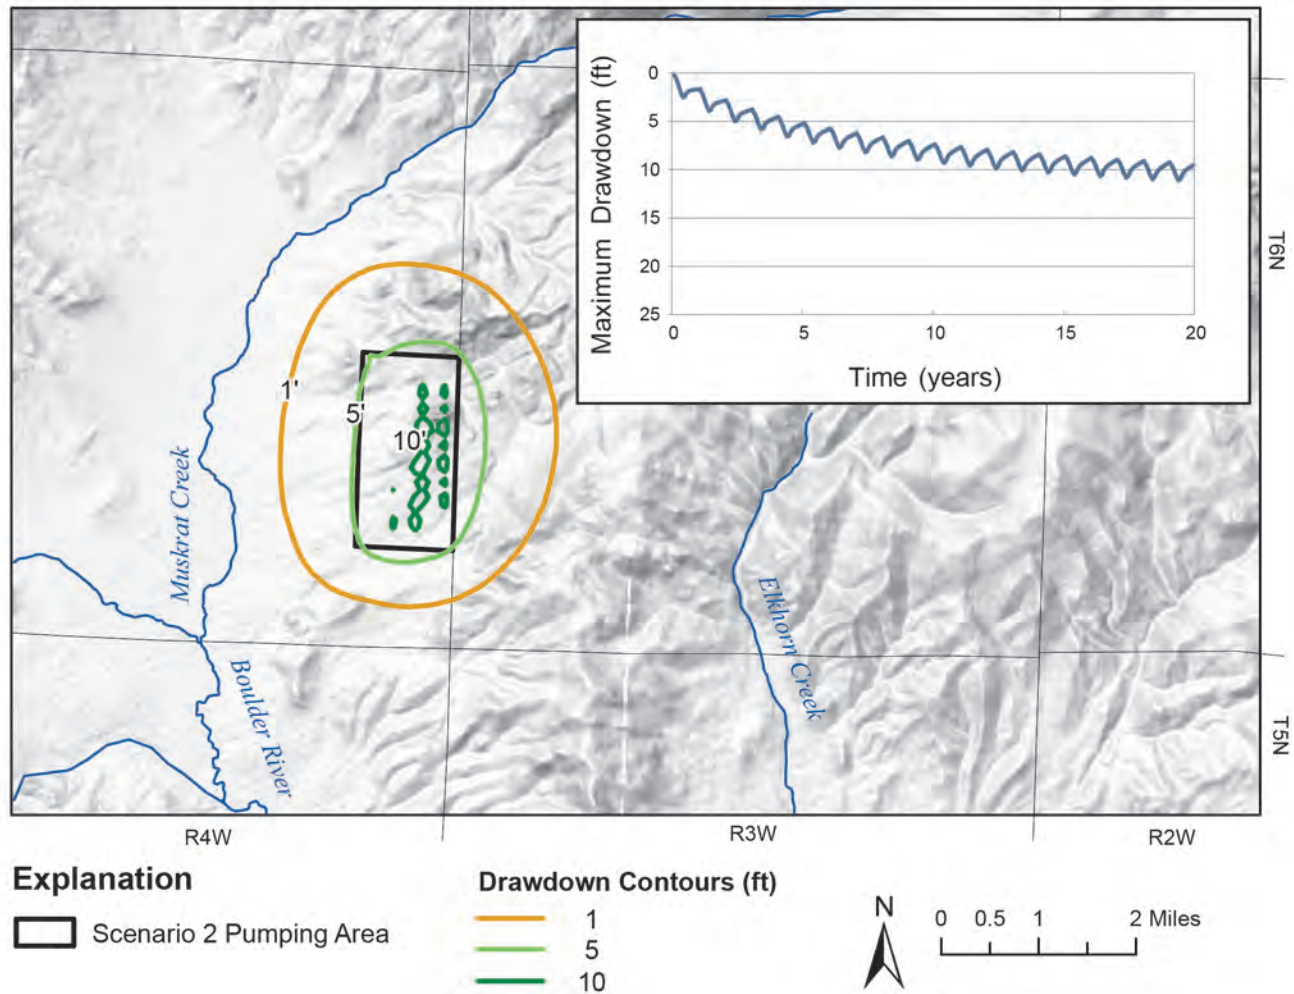 Maximum Drawdown (ft)
0
5
10
15
20
25
0
5
10
15
20
Time (years)
T6N
1'
5'
10'
Muskrat Creek
Elkhorn Creek
Boulder River
T5N
R4W
R3W
R2W
Explanation
Scenario 2 Pumping Area
Drawdown Contours (ft)
1
5
10
N
0 0.5 1 2 Miles